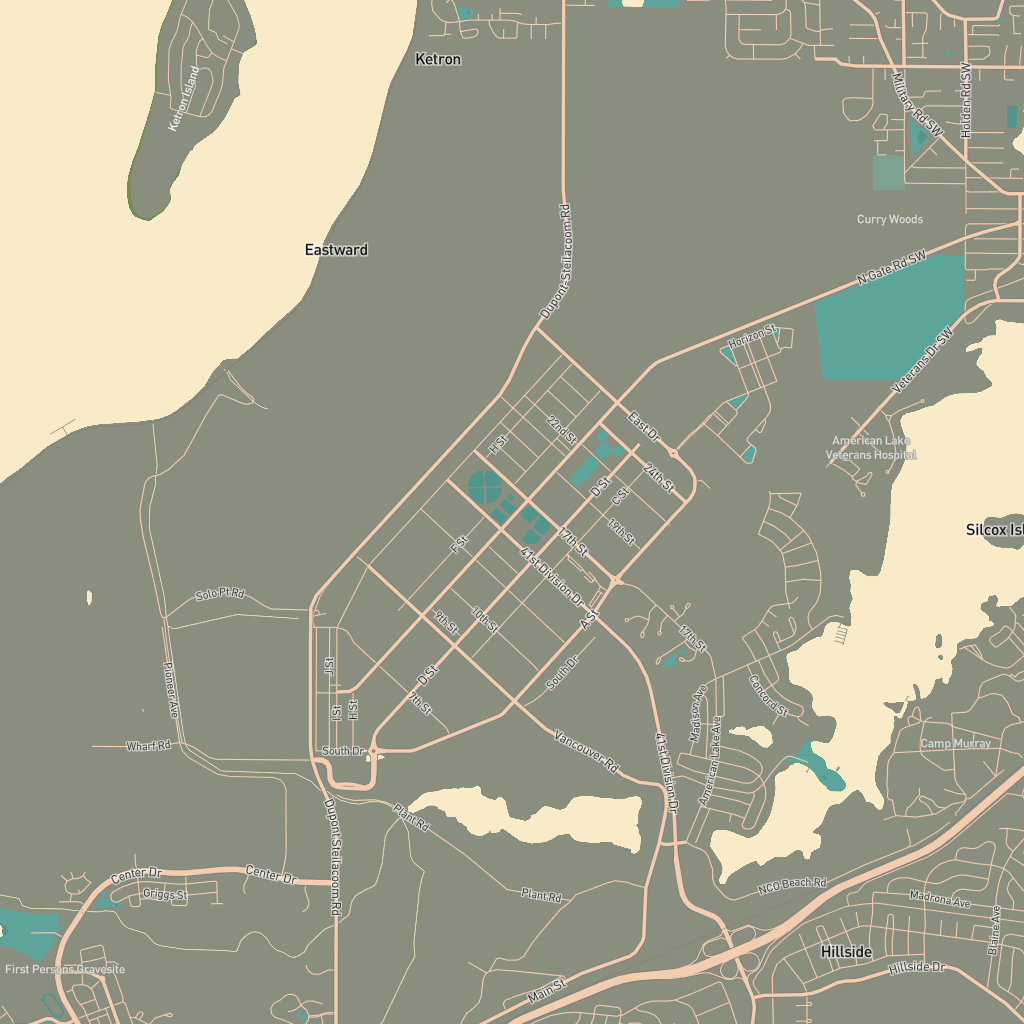 Ketron
Ketron Island
Military Rd SW
Holden Rd SW
Curry Woods
Eastward
Dupont-Steilacoom Rd
N Gate Rd SW
Horizon St
Veterans Dr SW
American Lake
Veterans Hospital
East Dr
22nd St
H St
24th St
D St
C St
19th St
Silcox Isl
F St
17th St
41st Division Dr
Solo Pt Rd
A St
9th St
10th St
17th St
J St
South Dr
Pioneer Ave
D St
7th St
Concord St
Madison Ave
I St
H St
American Lake Ave
Wharf Rd
South Dr
Vancouver Rd
41st Division Dr
Camp Murray
Plant Rd
Dupont Steilacoom Rd
Center Dr
Center Dr
Griggs St
Plant Rd
NCO Beach Rd
Madrona Ave
Blaine Ave
Hillside
First Persons Gravesite
Hillside Dr
Main St